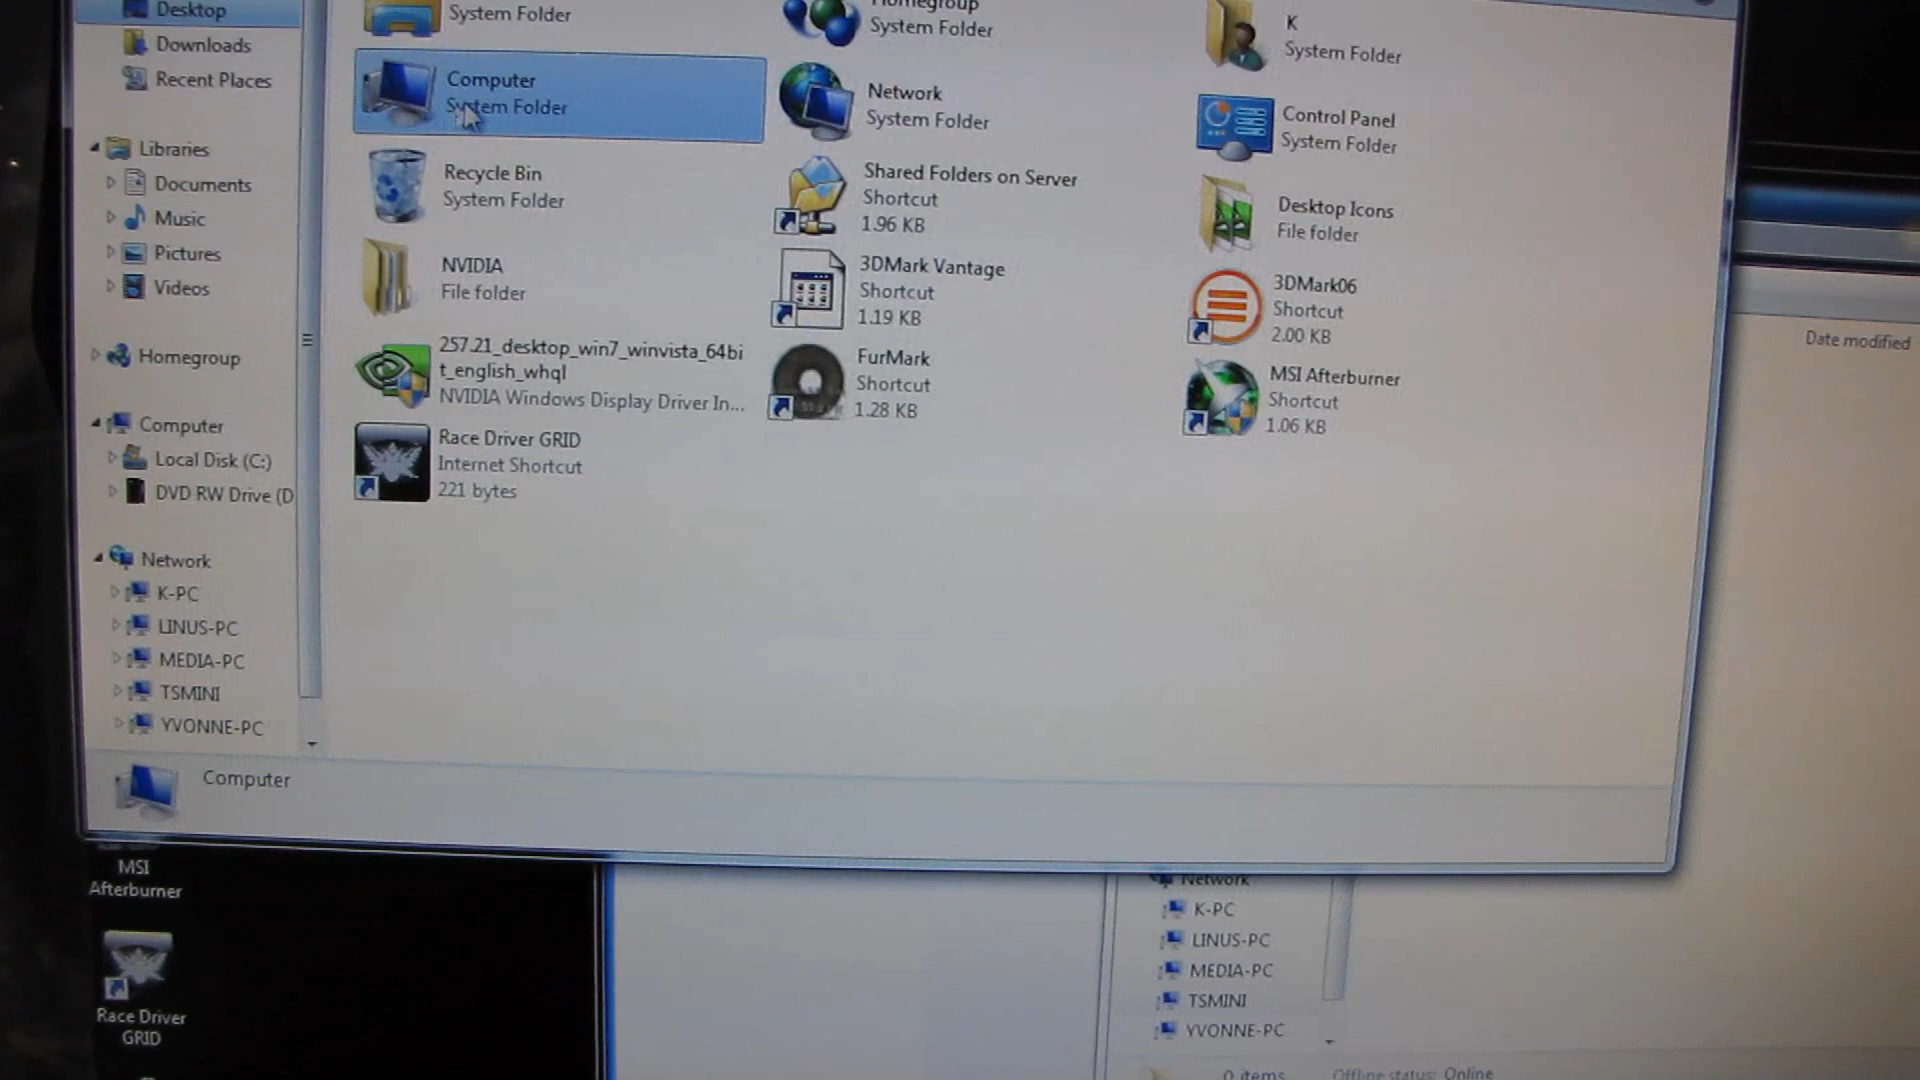 Desktop
Downloads
Recent Places
Libraries
Documents
Music
Pictures
Videos
Homegroup
Computer
Local Disk (C:)
DVD RW Drive (D
Network
K-PC
LINUS-PC
MEDIA-PC
TSMINI
YVONNE-PC
System Folder
Homegroup
System Folder
K
System Folder
Computer
System Folder
Network
System Folder
Control Panel
System Folder
Recycle Bin
System Folder
Shared Folders on Server
Shortcut
1.96 KB
Desktop Icons
File folder
NVIDIA
File folder
3DMark Vantage
Shortcut
1.19 KB
3DMark06
Shortcut
2.00 KB
257.21_desktop_win7_winvista_64bi
t_english_whql
NVIDIA Windows Display Driver In...
FurMark
Shortcut
1.28 KB
MSI Afterburner
Shortcut
1.06 KB
Race Driver GRID
Internet Shortcut
221 bytes
Computer
Date modified
MSI
Afterburner
Race Driver
GRID
Network
K-PC
LINUS-PC
MEDIA-PC
TSMINI
YVONNE-PC
0 items
Offline status: Online